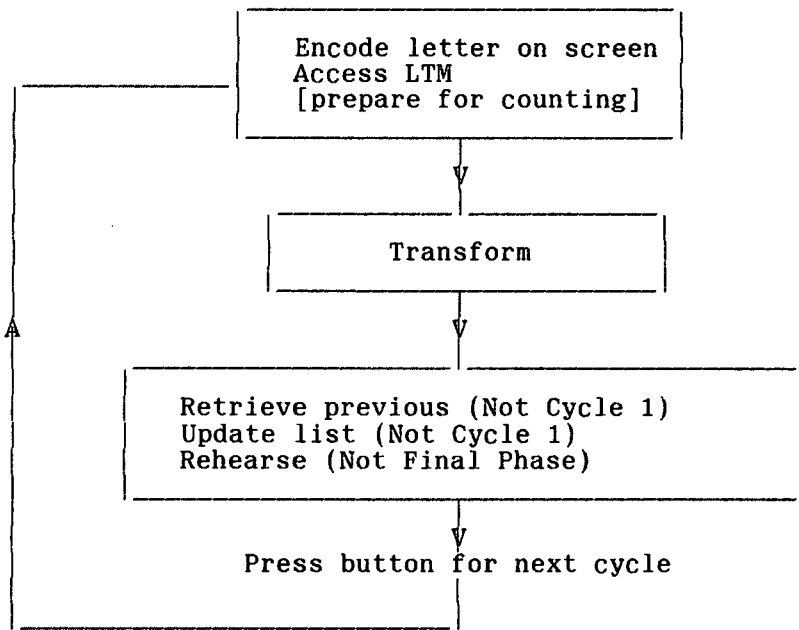 Encode letter on screen
Access LTM
[prepare for counting]
Transform
Retrieve previous (Not Cycle 1)
Update list (Not Cycle 1)
Rehearse (Not Final Phase)
Press button for next cycle